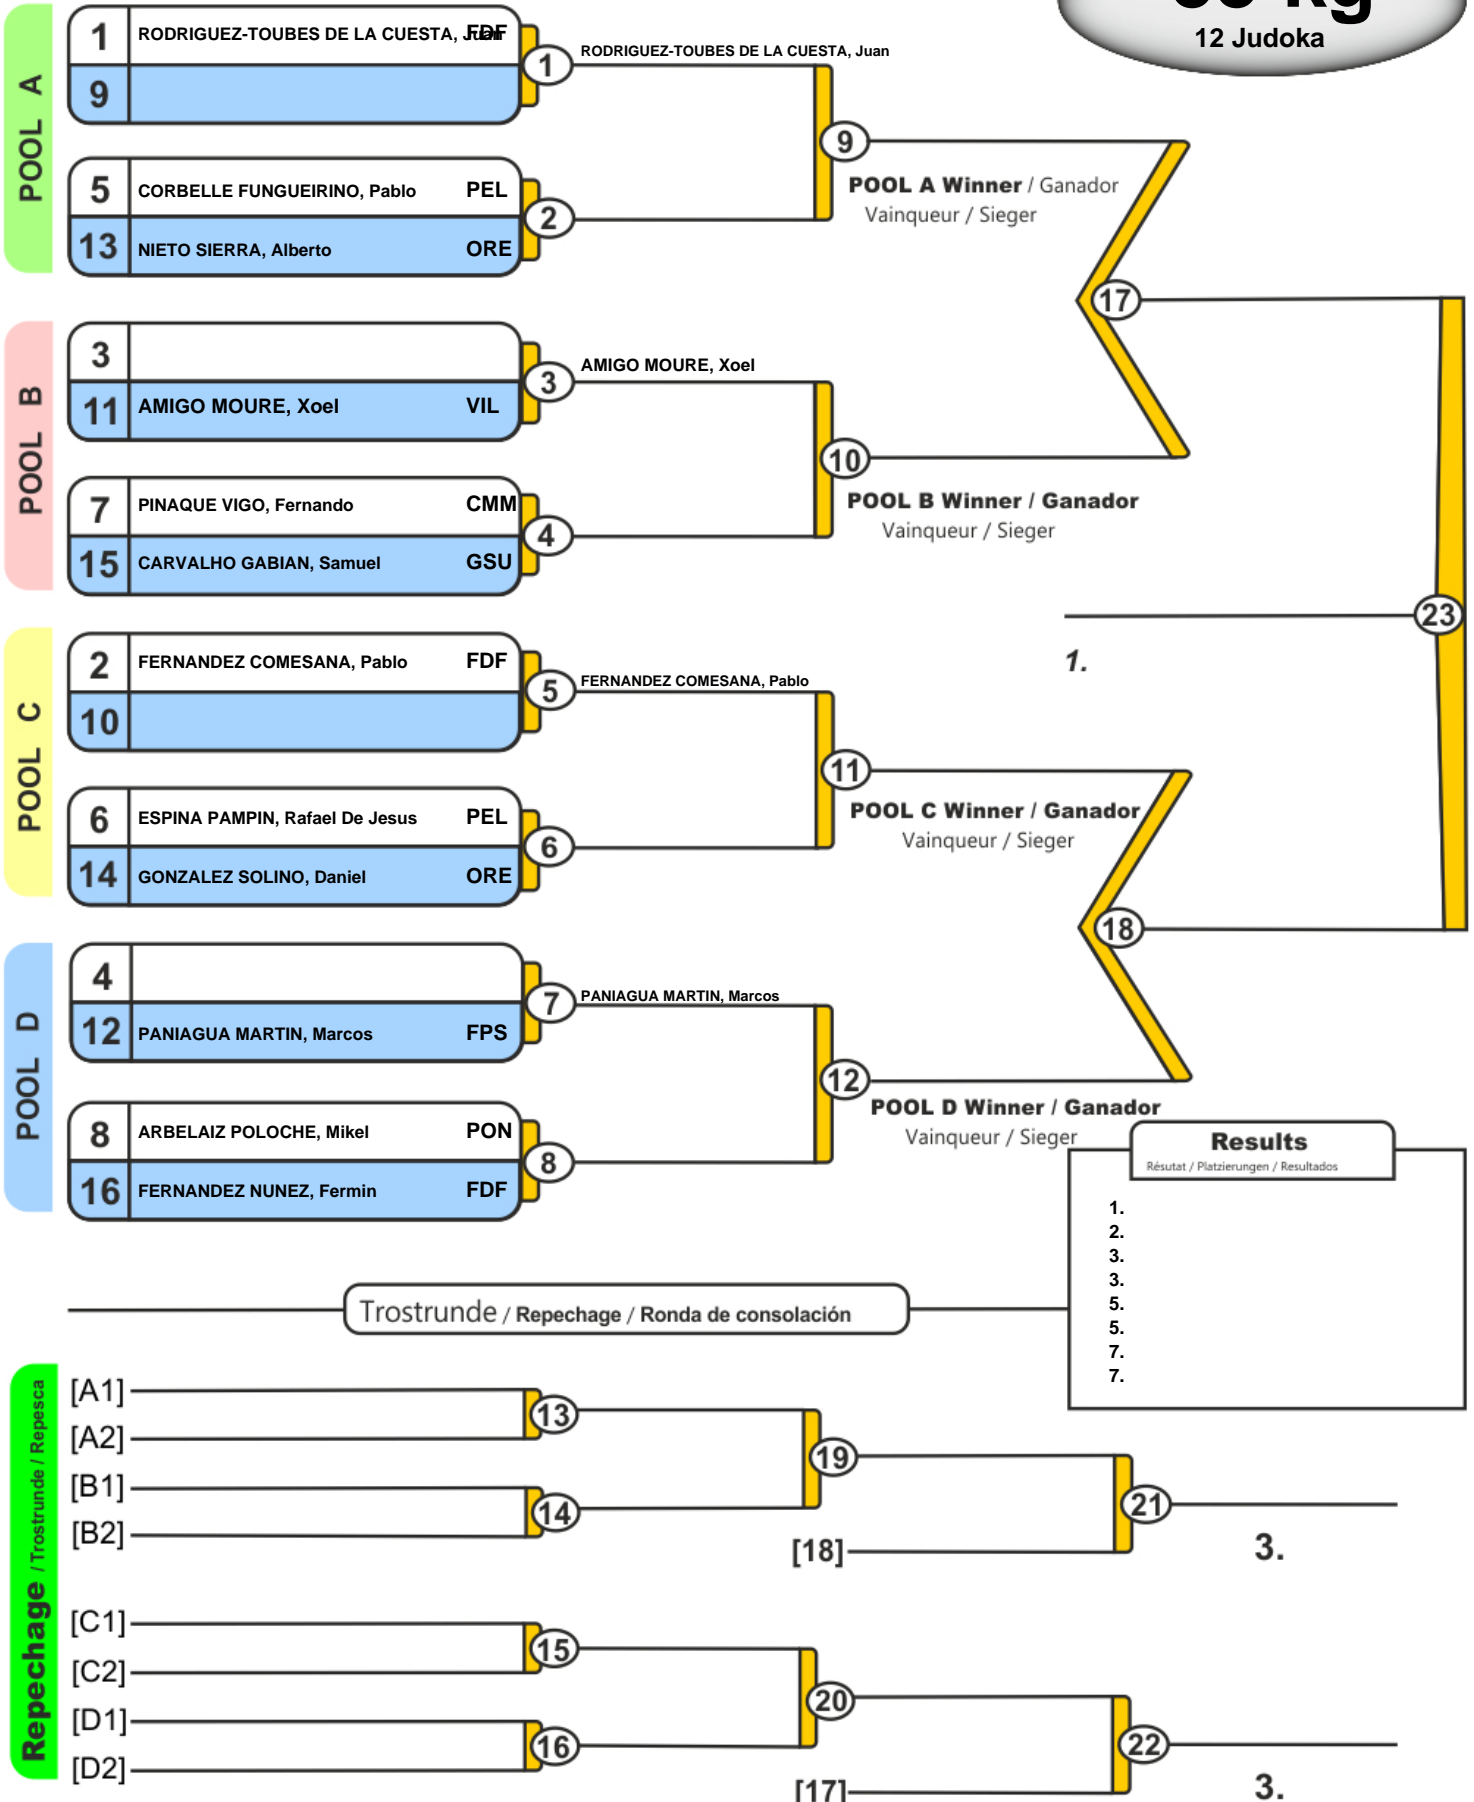 kg
12 Judoka
POOL A
1 RODRIGUEZ-TOUBES DE LA CUESTA, Juan FDF
9
1
RODRIGUEZ-TOUBES DE LA CUESTA, Juan
5 CORBELLE FUNGUEIRINO, Pablo PEL
13 NIETO SIERRA, Alberto ORE
2
9
POOL A Winner / Ganador
Vainqueur / Sieger
17
POOL B
3
11 AMIGO MOURE, Xoel VIL
3
AMIGO MOURE, Xoel
7 PINAQUE VIGO, Fernando CMM
15 CARVALHO GABIAN, Samuel GSU
4
10
POOL B Winner / Ganador
Vainqueur / Sieger
23
1.
POOL C
2 FERNANDEZ COMESANA, Pablo FDF
10
5
FERNANDEZ COMESANA, Pablo
6 ESPINA PAMPIN, Rafael De Jesus PEL
14 GONZALEZ SOLINO, Daniel ORE
6
11
POOL C Winner / Ganador
Vainqueur / Sieger
18
POOL D
4
12 PANIAGUA MARTIN, Marcos FPS
7
PANIAGUA MARTIN, Marcos
8 ARBELAIZ POLOCHE, Mikel PON
16 FERNANDEZ NUNEZ, Fermin FDF
8
12
POOL D Winner / Ganador
Vainqueur / Sieger
Results
Résutat / Platzierungen / Resultados
1.
2.
3.
3.
5.
5.
7.
7.
Trostrunde / Repechage / Ronda de consolación
Repechage / Trostrunde / Repesca
[A1]
[A2]
13
[B1]
[B2]
14
19
[18]
21
3.
[C1]
[C2]
15
[D1]
[D2]
16
20
[17]
22
3.